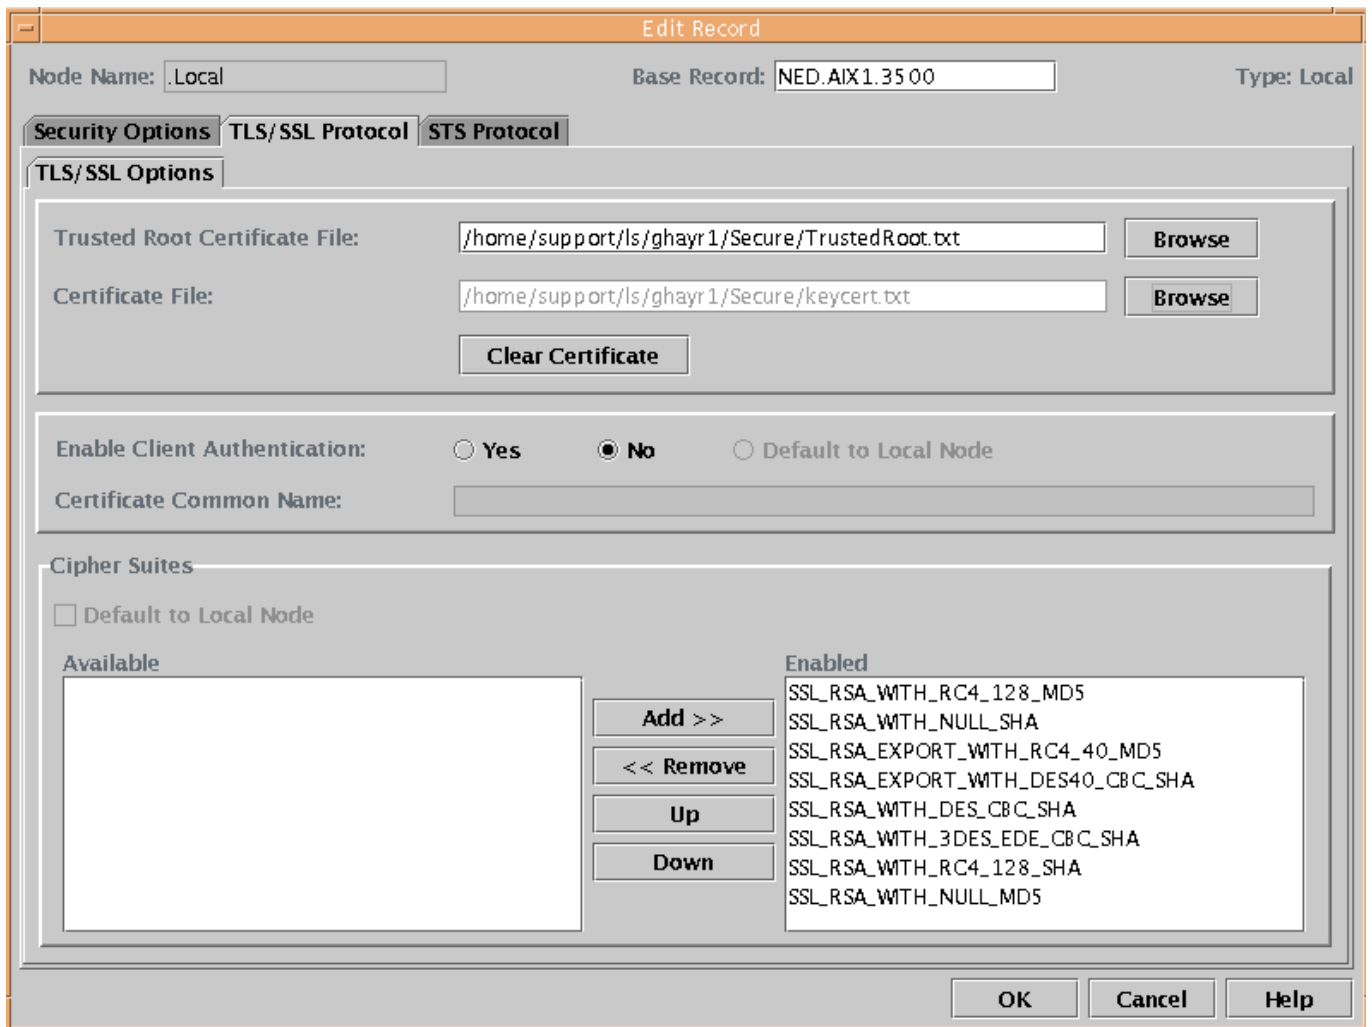 Edit Record
Node Name: .Local Base Record: NED.AIX1.3500 Type: Local
Security Options TLS/SSL Protocol STS Protocol
TLS/SSL Options
Trusted Root Certificate File: /home/support/ls/ghayr1/Secure/TrustedRoot.txt Browse
Certificate File: /home/support/ls/ghayr1/Secure/keycert.txt Browse
Clear Certificate
Enable Client Authentication: Yes No Default to Local Node
Certificate Common Name:
Cipher Suites
Default to Local Node
Available Enabled
SSL_RSA_WITH_RC4_128_MD5
Add >> SSL_RSA_WITH_NULL_SHA
SSL_RSA_EXPORT_WITH_RC4_40_MD5
<< Remove SSL_RSA_EXPORT_WITH_DES40_CBC_SHA
Up SSL_RSA_WITH_DES_CBC_SHA
SSL_RSA_WITH_3DES_EDE_CBC_SHA
Down SSL_RSA_WITH_RC4_128_SHA
SSL_RSA_WITH_NULL_MD5
OK Cancel Help